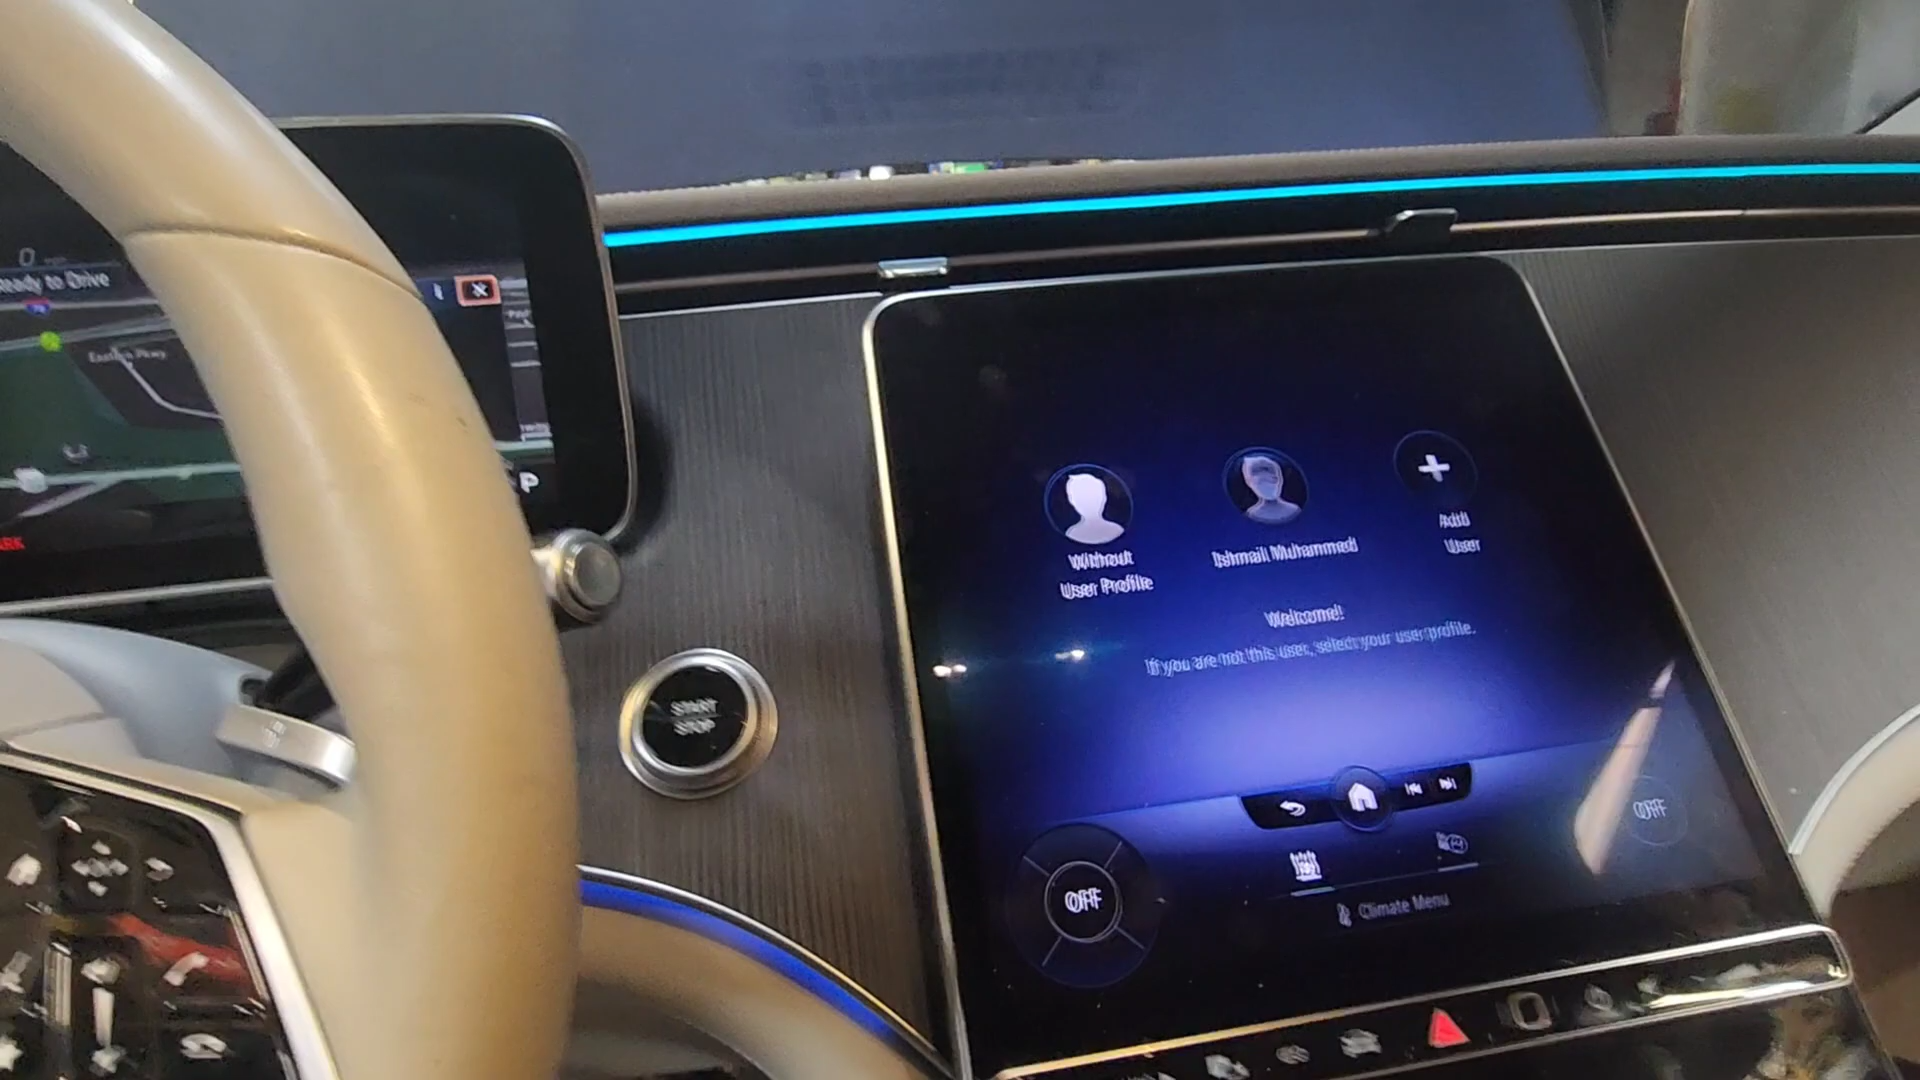 0
Ready to Drive
Eastern Pkwy
P
START
STOP
Without
User Profile
Ishmail Muhammed
Add
User
Welcome!
If you are not this user, select your user profile.
OFF
OFF
Climate Menu